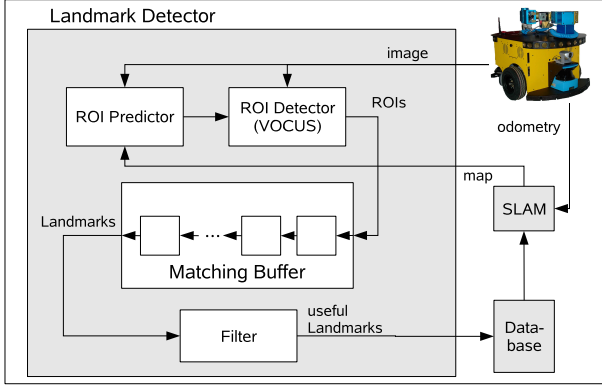 Landmark Detector
image
ROI Predictor
ROI Detector
(VOCUS)
ROIs
odometry
map
SLAM
Landmarks
...
Matching Buffer
useful
Landmarks
Filter
Data-
base